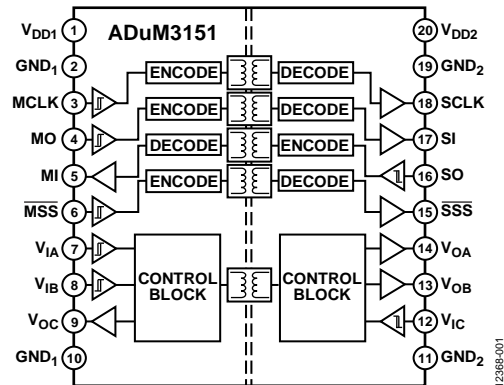 ADuM3151
VDD1 1
20 VDD2
GND1 2
19 GND2
ENCODE
DECODE
MCLK 3
18 SCLK
ENCODE
DECODE
MO 4
17 SI
DECODE
ENCODE
MI 5
16 SO
ENCODE
DECODE
MSS 6
15 SSS
VIA 7
14 VOA
CONTROL
BLOCK
CONTROL
BLOCK
VIB 8
13 VOB
VOC 9
12 VIC
GND1 10
11 GND2
12368-001